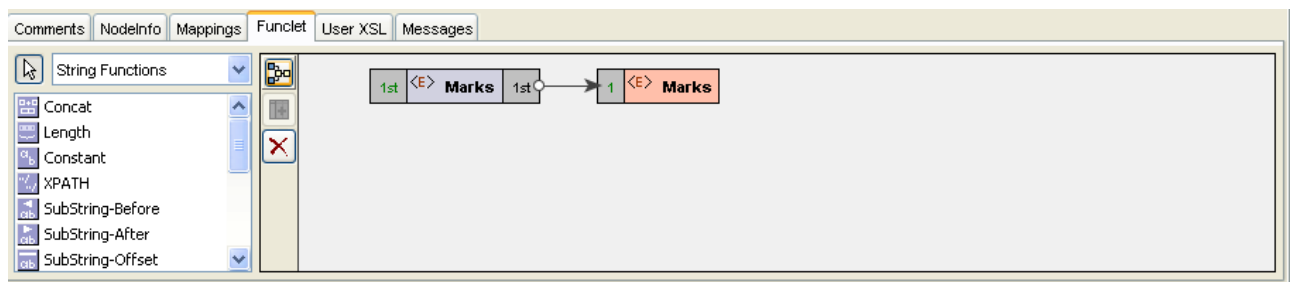 Comments NodeInfo Mappings Funclet User XSL Messages
String Functions
1st <E> Marks 1st 1 <E> Marks
Concat
Length
Constant
XPATH
SubString-Before
SubString-After
SubString-Offset